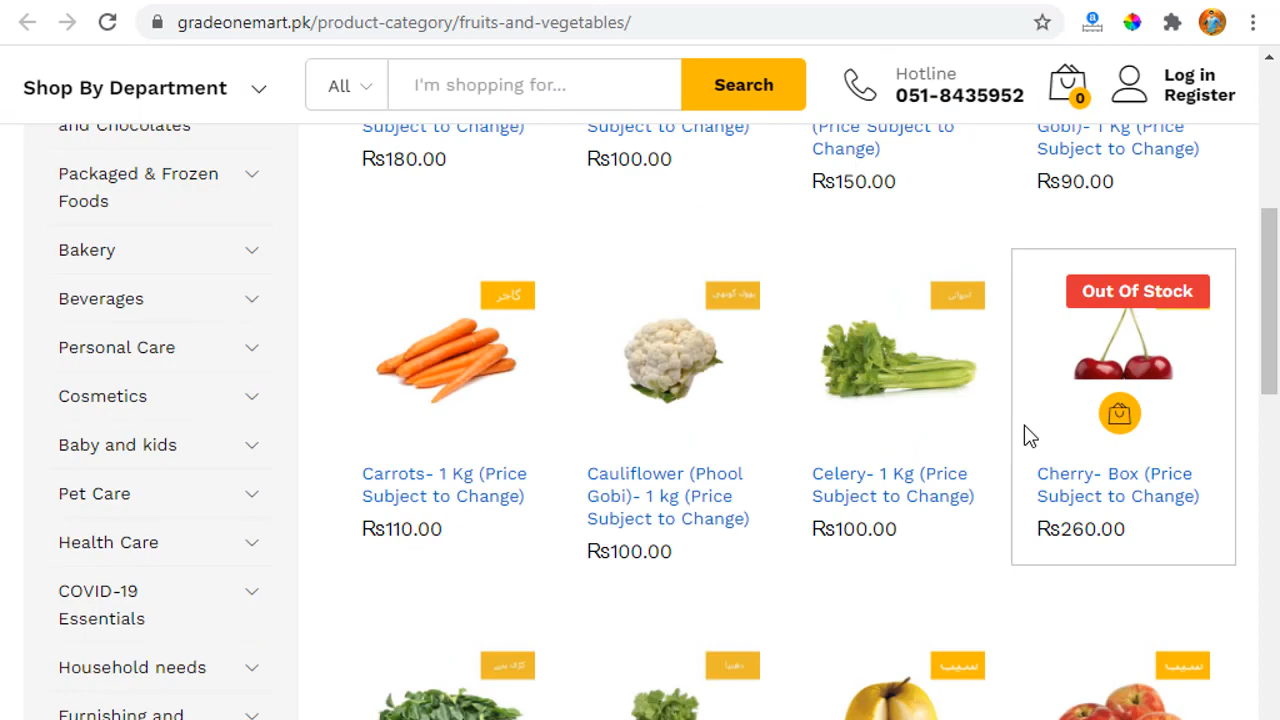 gradeonemart.pk/product-category/fruits-and-vegetables/
Shop By Department
All
I'm shopping for...
Search
Hotline
051-8435952
0
Log in
Register
and Chocolates
Packaged & Frozen
Foods
Bakery
Beverages
Personal Care
Cosmetics
Baby and kids
Pet Care
Health Care
COVID-19
Essentials
Household needs
Furnishing and
Subject to Change)
Rs180.00
Subject to Change)
Rs100.00
(Price Subject to
Change)
Rs150.00
Gobi)- 1 Kg (Price
Subject to Change)
Rs90.00
گاجر
Carrots- 1 Kg (Price
Subject to Change)
Rs110.00
پھول گوبھی
Cauliflower (Phool
Gobi)- 1 kg (Price
Subject to Change)
Rs100.00
Celery- 1 Kg (Price
Subject to Change)
Rs100.00
Out Of Stock
Cherry- Box (Price
Subject to Change)
Rs260.00
دھنیا
سیب
سیب